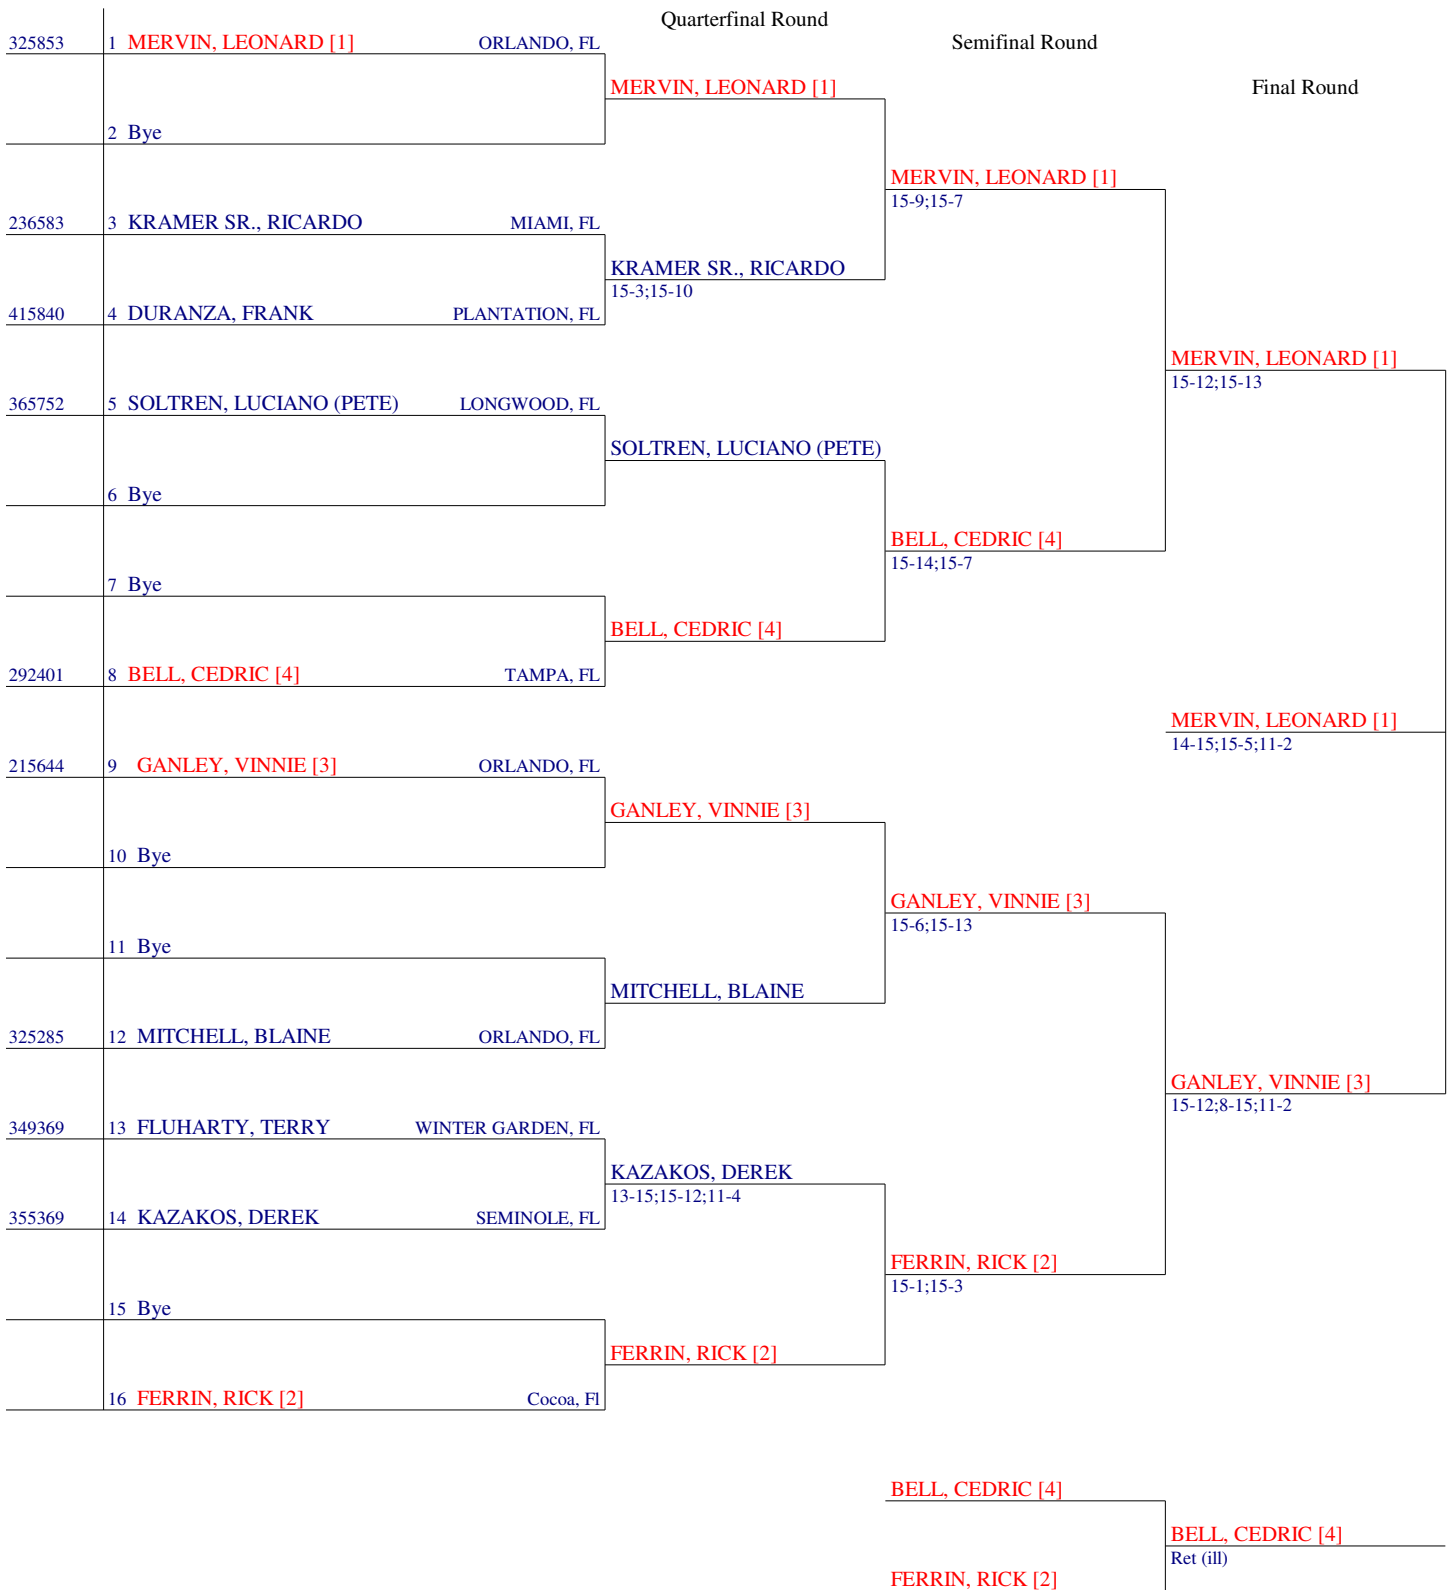 Quarterfinal Round
325853 1 MERVIN, LEONARD [1] ORLANDO, FL
Semifinal Round
MERVIN, LEONARD [1]
Final Round
2 Bye
MERVIN, LEONARD [1]
15-9;15-7
236583 3 KRAMER SR., RICARDO MIAMI, FL
KRAMER SR., RICARDO
15-3;15-10
415840 4 DURANZA, FRANK PLANTATION, FL
MERVIN, LEONARD [1]
15-12;15-13
365752 5 SOLTREN, LUCIANO (PETE) LONGWOOD, FL
SOLTREN, LUCIANO (PETE)
6 Bye
BELL, CEDRIC [4]
15-14;15-7
7 Bye
BELL, CEDRIC [4]
292401 8 BELL, CEDRIC [4] TAMPA, FL
MERVIN, LEONARD [1]
14-15;15-5;11-2
215644 9 GANLEY, VINNIE [3] ORLANDO, FL
GANLEY, VINNIE [3]
10 Bye
GANLEY, VINNIE [3]
15-6;15-13
11 Bye
MITCHELL, BLAINE
325285 12 MITCHELL, BLAINE ORLANDO, FL
GANLEY, VINNIE [3]
15-12;8-15;11-2
349369 13 FLUHARTY, TERRY WINTER GARDEN, FL
KAZAKOS, DEREK
13-15;15-12;11-4
355369 14 KAZAKOS, DEREK SEMINOLE, FL
FERRIN, RICK [2]
15-1;15-3
15 Bye
FERRIN, RICK [2]
16 FERRIN, RICK [2] Cocoa, Fl
BELL, CEDRIC [4]
BELL, CEDRIC [4]
Ret (ill)
FERRIN, RICK [2]